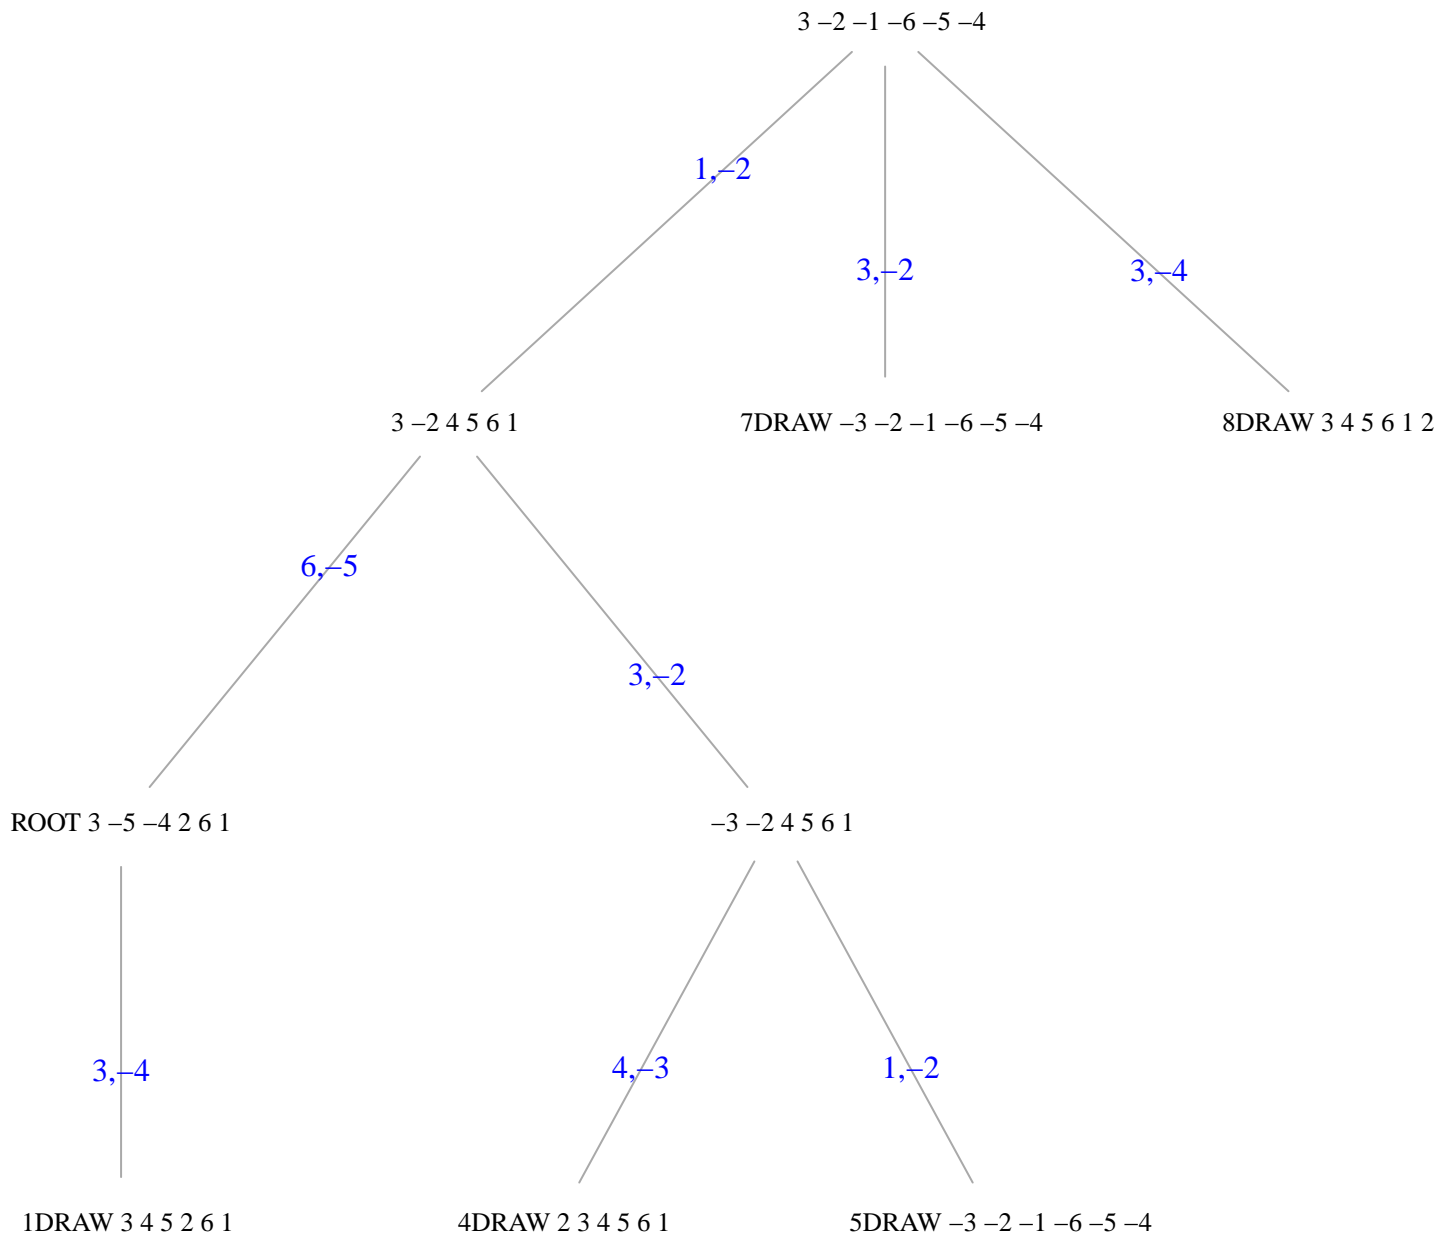 3 –2 –1 –6 –5 –4
1,–2
3,–2
3,–4
3 –2 4 5 6 1
7DRAW –3 –2 –1 –6 –5 –4
8DRAW 3 4 5 6 1 2
6,–5
3,–2
ROOT 3 –5 –4 2 6 1
–3 –2 4 5 6 1
3,–4
4,–3
1,–2
1DRAW 3 4 5 2 6 1
4DRAW 2 3 4 5 6 1
5DRAW –3 –2 –1 –6 –5 –4